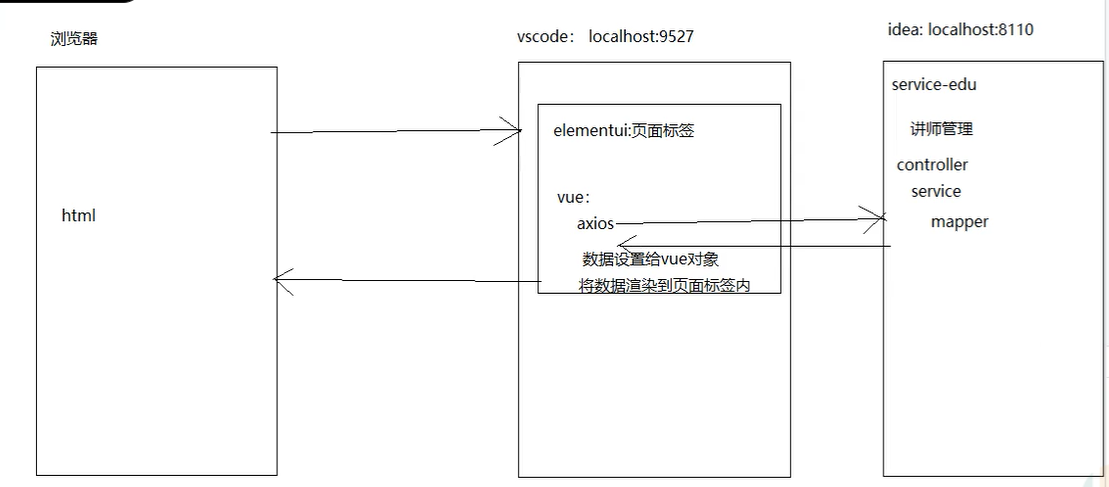 浏览器
html
vscode： localhost:9527
elementui:页面标签
vue：
axios
数据设置给vue对象
将数据渲染到页面标签内
idea: localhost:8110
service-edu
讲师管理
controller
service
mapper